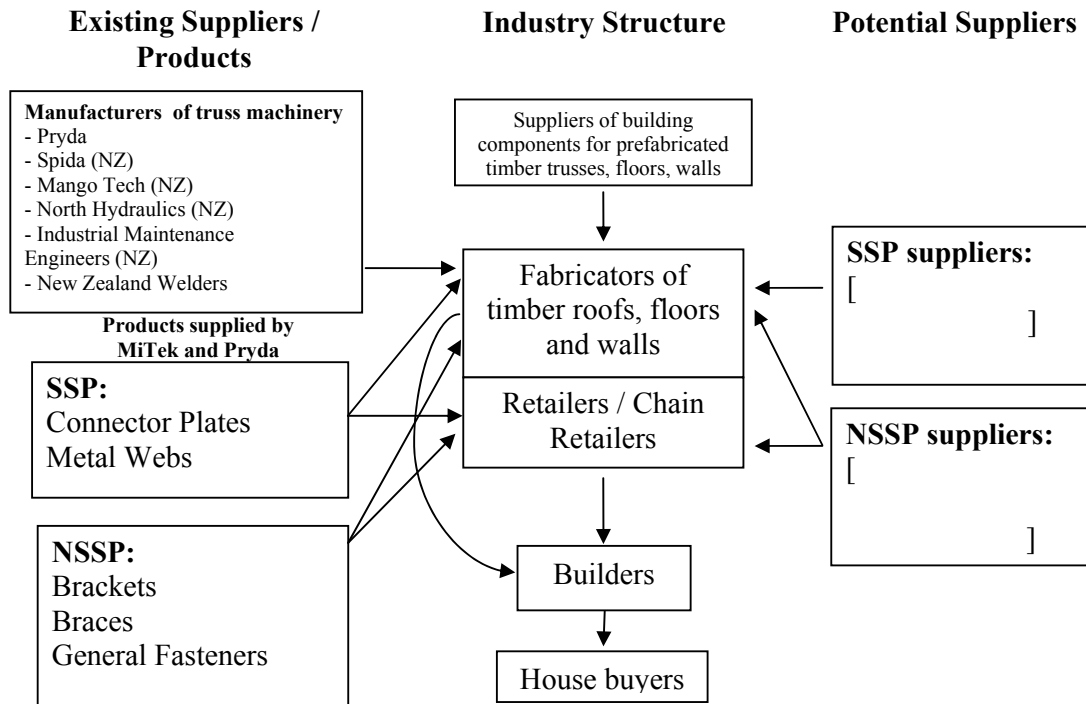 Existing Suppliers /
Products
Industry Structure
Potential Suppliers
Manufacturers of truss machinery
- Pryda
- Spida (NZ)
- Mango Tech (NZ)
- North Hydraulics (NZ)
- Industrial Maintenance
Engineers (NZ)
- New Zealand Welders
Products supplied by
MiTek and Pryda
SSP:
Connector Plates
Metal Webs
NSSP:
Brackets
Braces
General Fasteners
Suppliers of building
components for prefabricated
timber trusses, floors, walls
Fabricators of
timber roofs, floors
and walls
Retailers / Chain
Retailers
Builders
House buyers
SSP suppliers:
[
]
NSSP suppliers:
[
]